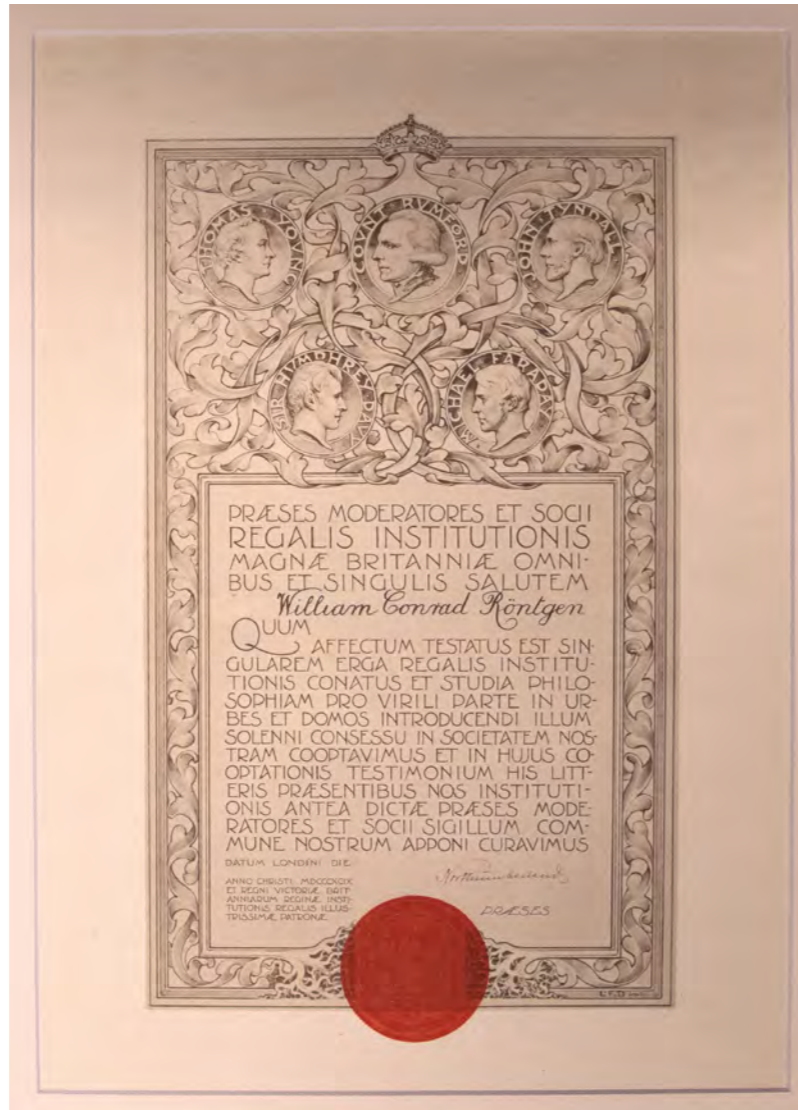 THOMAS YOUNG
COVNT RVMFORD
JOHN TYNDALL
SIR HVMPHREY DAVY
MICHAEL FARADAY
PRÆSES MODERATORES ET SOCII
REGALIS INSTITUTIONIS
MAGNÆ BRITANNIÆ OMNI-
BUS ET SINGULIS SALUTEM
William Conrad Röntgen
QUUM
AFFECTUM TESTATUS EST SIN-
GULAREM ERGA REGALIS INSTITU-
TIONIS CONATUS ET STUDIA PHILO-
SOPHIAM PRO VIRILI PARTE IN UR-
BES ET DOMOS INTRODUCENDI ILLUM
SOLENNI CONSESSU IN SOCIETATEM NOS-
TRAM COOPTAVIMUS ET IN HUJUS CO-
OPTATIONIS TESTIMONIUM HIS LITT-
ERIS PRÆSENTIBUS NOS INSTITUTI-
ONIS ANTEA DICTÆ PRÆSES MODE-
RATORES ET SOCII SIGILLUM COM-
MUNE NOSTRUM APPONI CURAVIMUS
DATUM LONDINI DIE
ANNO CHRISTI MDCCCXCIX
ET REGNI VICTORIÆ BRIT-
ANNIARUM REGINÆ INSTI-
TUTIONIS REGALIS ILLUS-
TRISSIMÆ PATRONÆ
Northumberland
PRÆSES